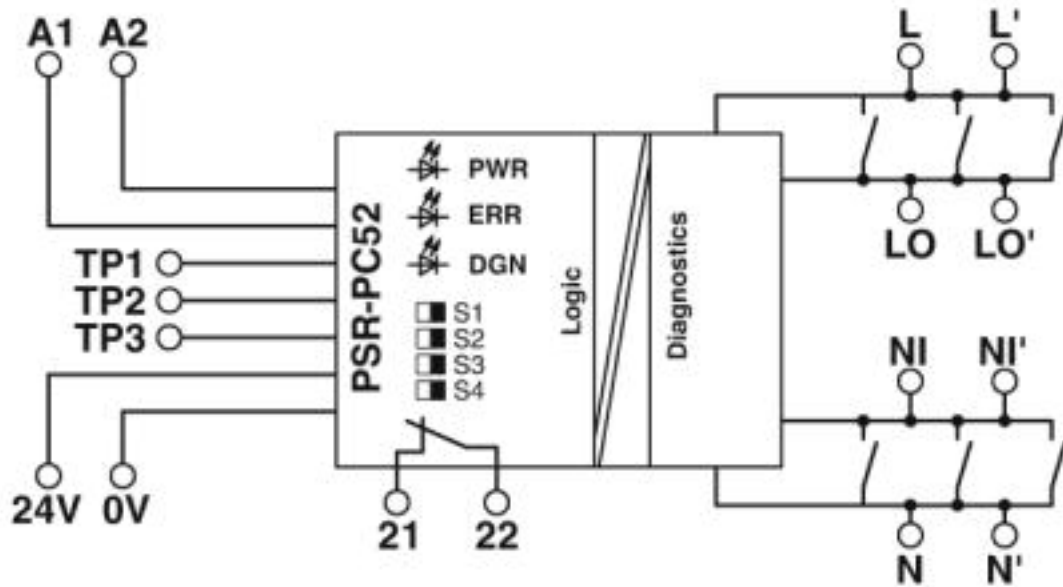 A1 A2
L L'
PWR
ERR
DGN
PSR-PC52
Logic
Diagnostics
TP1
TP2
TP3
S1
S2
S3
S4
LO LO'
NI NI'
24V 0V
21 22
N N'